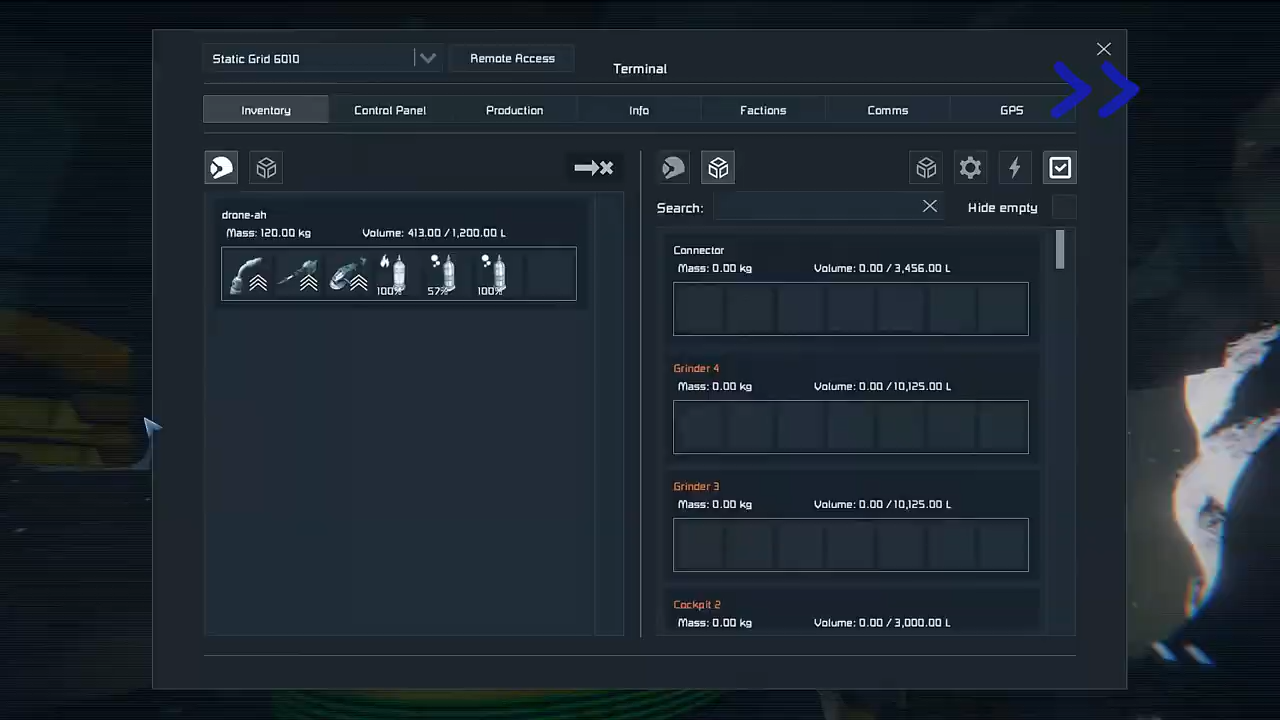 Static Grid 6010
Remote Access
Terminal
Inventory
Control Panel
Production
Info
Factions
Comms
GPS
Search:
Hide empty
drone-ah
Mass: 120.00 kg Volume: 413.00 / 1,200.00 L
100% 57% 100%
Connector
Mass: 0.00 kg Volume: 0.00 / 3,456.00 L
Grinder 4
Mass: 0.00 kg Volume: 0.00 / 10,125.00 L
Grinder 3
Mass: 0.00 kg Volume: 0.00 / 10,125.00 L
Cockpit 2
Mass: 0.00 kg Volume: 0.00 / 3,000.00 L